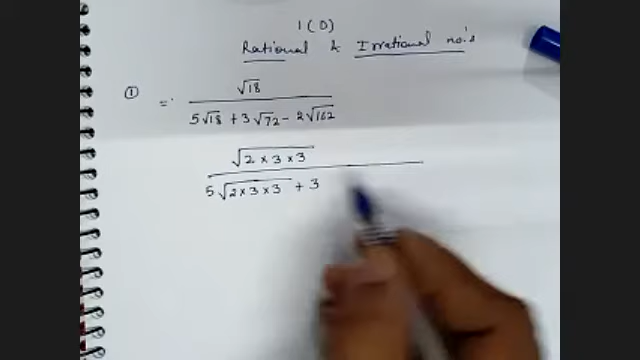 1(D)
Rational & Irrational no.'s
① = √18 / 5√18 + 3√72 - 2√162
√2 × 3 × 3 / 5√2 × 3 × 3 + 3